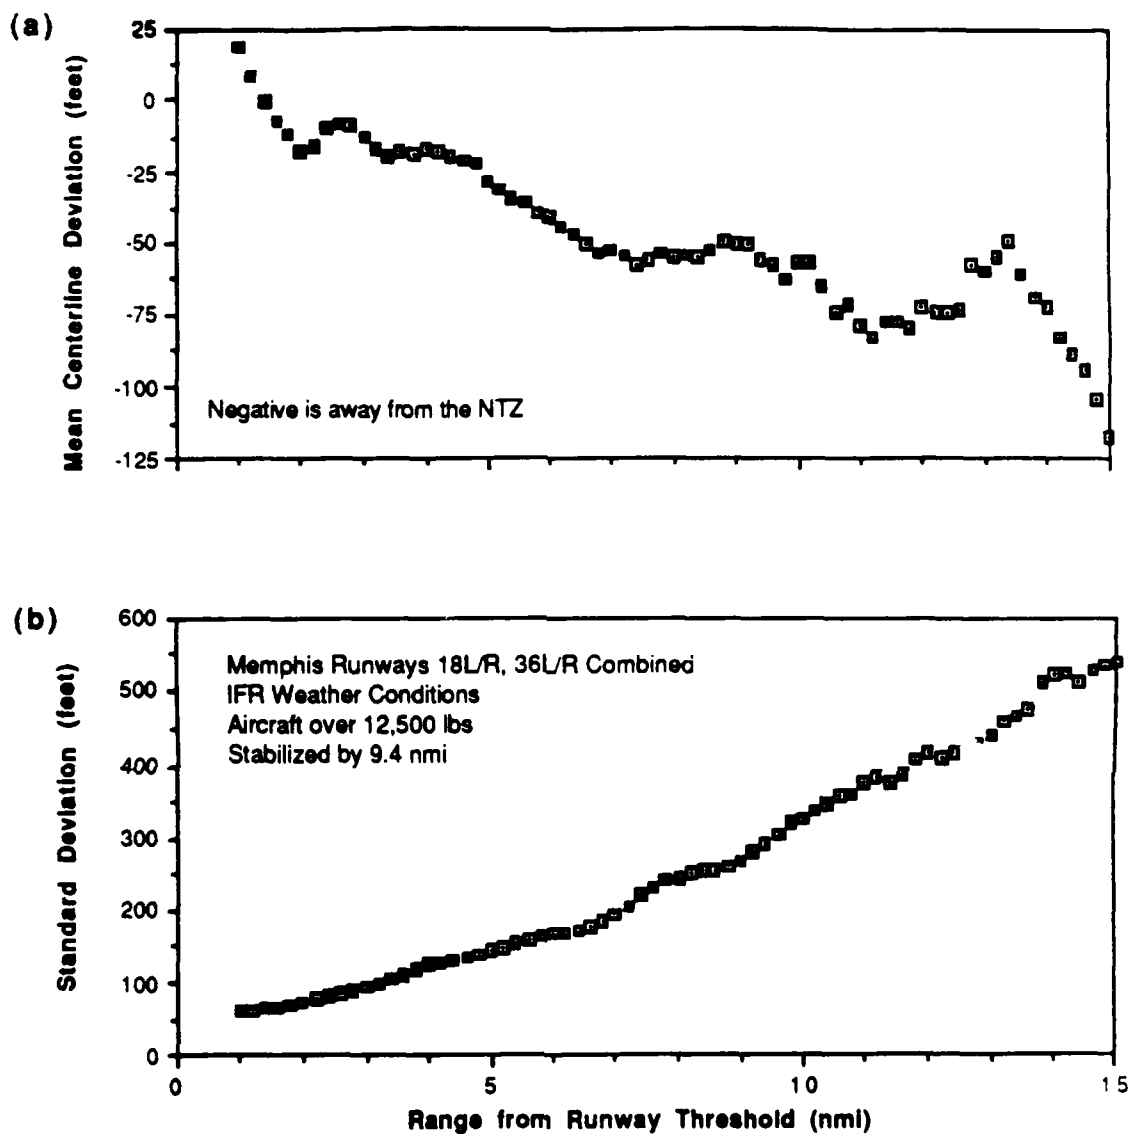 (a)
Mean Centerline Deviation (feet)
25
0
-25
-50
-75
-100
-125
Negative is away from the NTZ
(b)
Standard Deviation (feet)
600
500
400
300
200
100
0
Memphis Runways 18L/R, 36L/R Combined
IFR Weather Conditions
Aircraft over 12,500 lbs
Stabilized by 9.4 nmi
0
5
10
15
Range from Runway Threshold (nmi)